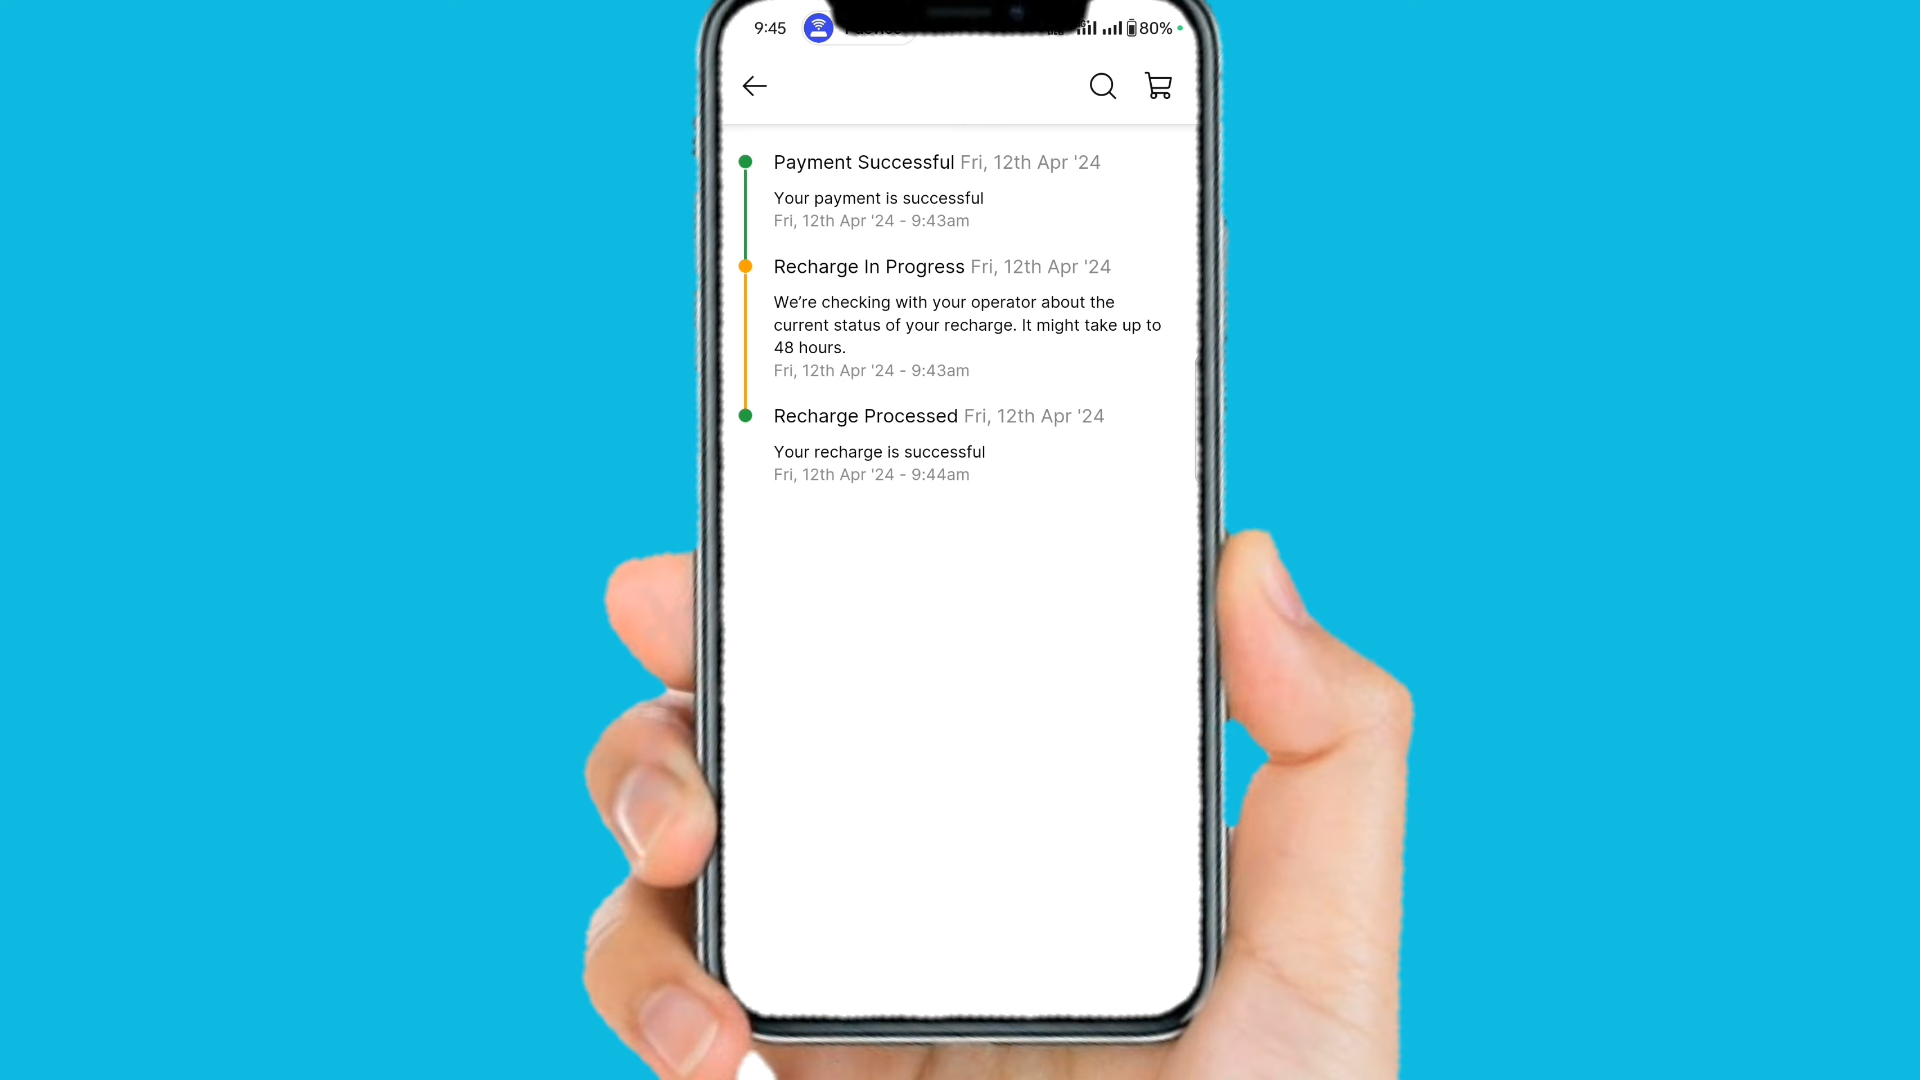 9:45 80%
Payment Successful Fri, 12th Apr '24
Your payment is successful
Fri, 12th Apr '24 - 9:43am
Recharge In Progress Fri, 12th Apr '24
We’re checking with your operator about the
current status of your recharge. It might take up to
48 hours.
Fri, 12th Apr '24 - 9:43am
Recharge Processed Fri, 12th Apr '24
Your recharge is successful
Fri, 12th Apr '24 - 9:44am